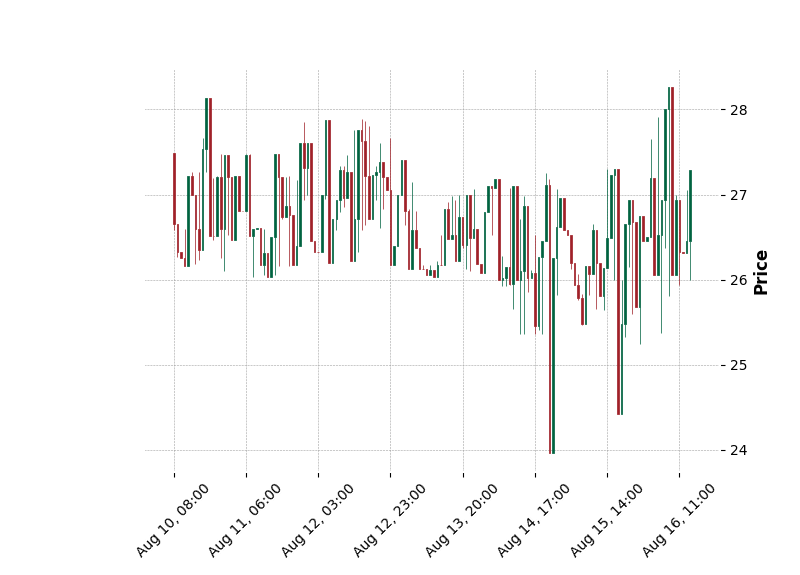 28
27
26
25
24
Price
Aug 10, 08:00
Aug 11, 06:00
Aug 12, 03:00
Aug 12, 23:00
Aug 13, 20:00
Aug 14, 17:00
Aug 15, 14:00
Aug 16, 11:00